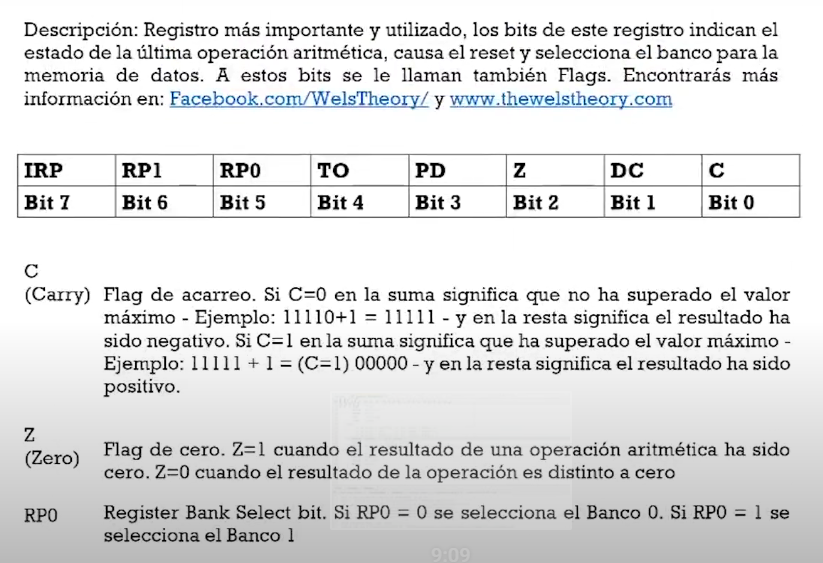 Descripción: Registro más importante y utilizado, los bits de este registro indican el
estado de la última operación aritmética, causa el reset y selecciona el banco para la
memoria de datos. A estos bits se le llaman también Flags. Encontrarás más
información en: Facebook.com/WelsTheory/ y www.thewelstheory.com
IRP RP1 RP0 TO PD Z DC C
Bit 7 Bit 6 Bit 5 Bit 4 Bit 3 Bit 2 Bit 1 Bit 0
C
(Carry) Flag de acarreo. Si C=0 en la suma significa que no ha superado el valor
máximo - Ejemplo: 11110+1 = 11111 - y en la resta significa el resultado ha
sido negativo. Si C=1 en la suma significa que ha superado el valor máximo -
Ejemplo: 11111 + 1 = (C=1) 00000 - y en la resta significa el resultado ha sido
positivo.
Z
(Zero) Flag de cero. Z=1 cuando el resultado de una operación aritmética ha sido
cero. Z=0 cuando el resultado de la operación es distinto a cero
RP0 Register Bank Select bit. Si RP0 = 0 se selecciona el Banco 0. Si RP0 = 1 se
selecciona el Banco 1
9:09